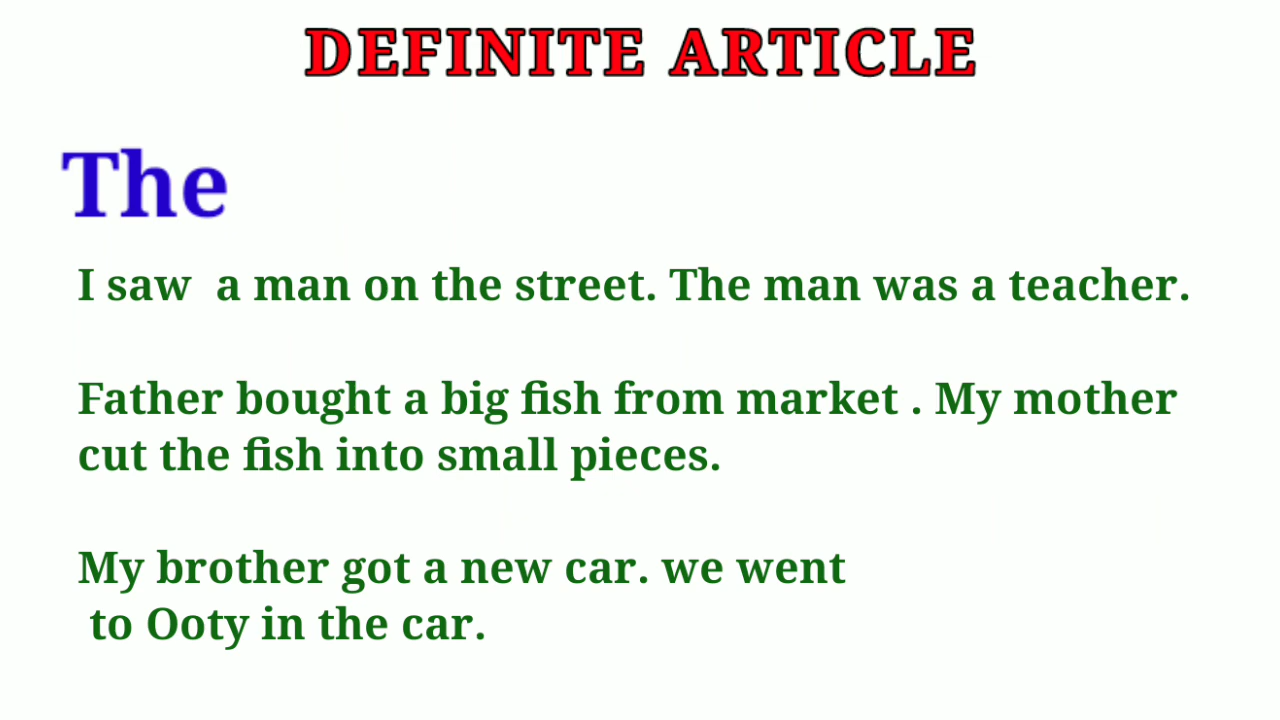 DEFINITE ARTICLE
The
I saw  a man on the street. The man was a teacher.
Father bought a big fish from market . My mother
cut the fish into small pieces.
My brother got a new car. we went
to Ooty in the car.